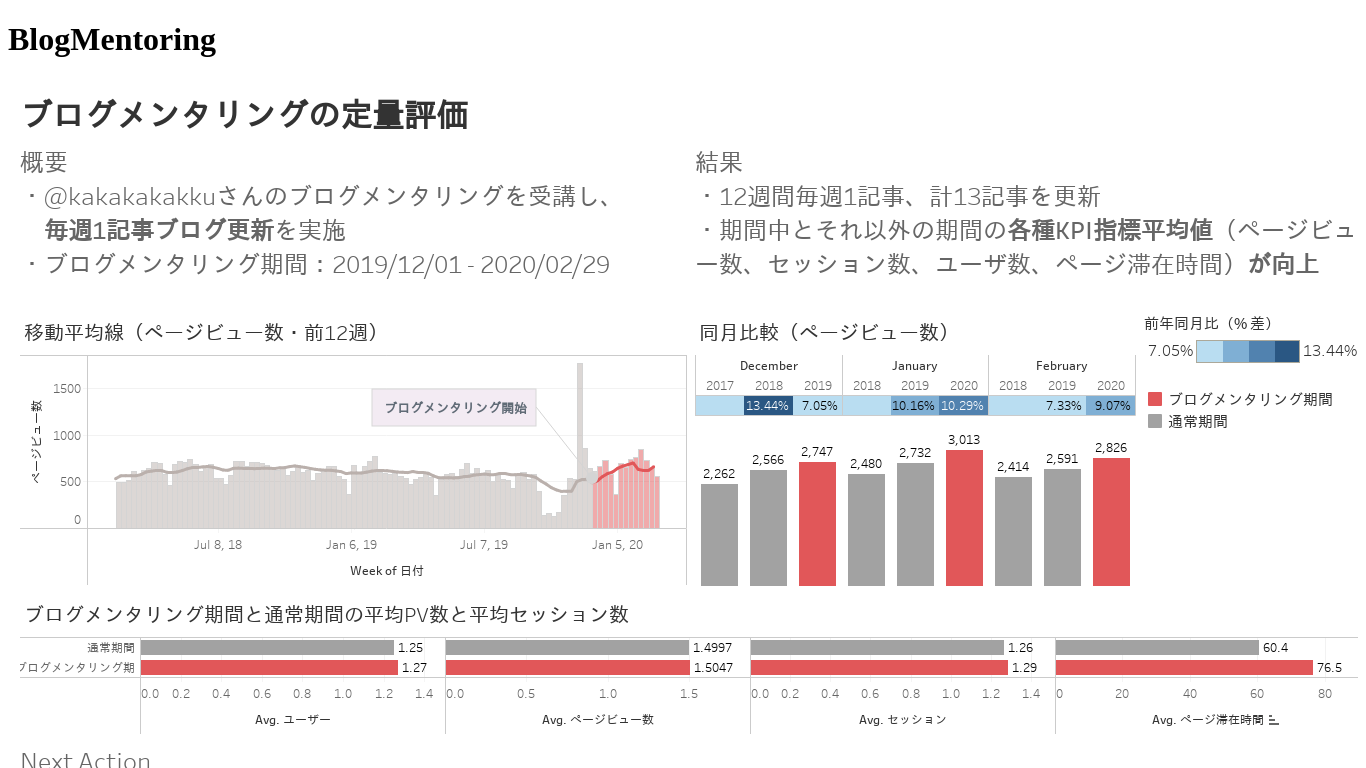 BlogMentoring
ブログメンタリングの定量評価
概要
・@kakakakakkuさんのブログメンタリングを受講し、
毎週1記事ブログ更新を実施
・ブログメンタリング期間：2019/12/01 - 2020/02/29
結果
・12週間毎週1記事、計13記事を更新
・期間中とそれ以外の期間の各種KPI指標平均値（ページビュ
ー数、セッション数、ユーザ数、ページ滞在時間）が向上
移動平均線（ページビュー数・前12週）
ページビュー数
1500
1000
500
0
ブログメンタリング開始
Jul 8, 18 Jan 6, 19 Jul 7, 19 Jan 5, 20
Week of 日付
同月比較（ページビュー数）
December January February
2017 2018 2019 2018 2019 2020 2018 2019 2020
13.44% 7.05% 10.16% 10.29% 7.33% 9.07%
2,262 2,566 2,747 2,480 2,732 3,013 2,414 2,591 2,826
前年同月比（% 差）
7.05% 13.44%
ブログメンタリング期間
通常期間
ブログメンタリング期間と通常期間の平均PV数と平均セッション数
通常期間 1.25 1.4997 1.26 60.4
ブログメンタリング期 1.27 1.5047 1.29 76.5
0.0 0.2 0.4 0.6 0.8 1.0 1.2 1.4 0.0 0.5 1.0 1.5 0.0 0.2 0.4 0.6 0.8 1.0 1.2 1.4 0 20 40 60 80
Avg. ユーザー Avg. ページビュー数 Avg. セッション Avg. ページ滞在時間
Next Action